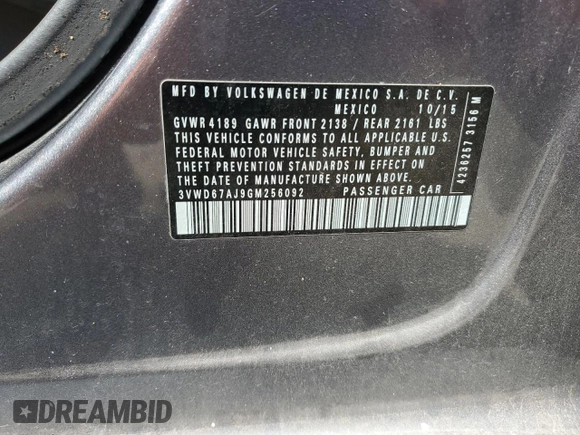 MFD BY VOLKSWAGEN DE MEXICO S.A. DE C.V.
MEXICO 10/15
GVWR 4189 GAWR FRONT 2138 / REAR 2161 LBS
THIS VEHICLE CONFORMS TO ALL APPLICABLE U.S.
FEDERAL MOTOR VEHICLE SAFETY, BUMPER AND
THEFT PREVENTION STANDARDS IN EFFECT ON
THE DATE OF MANUFACTURE SHOWN ABOVE.
3VWD67AJ9GM256092 PASSENGER CAR
4236257 3156 M
DREAMBID